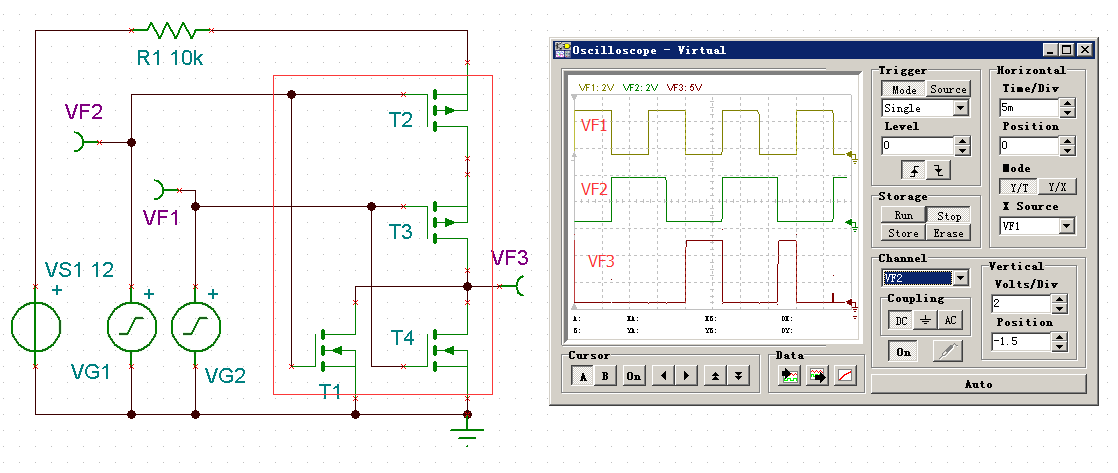 R1 10k
VF2
T2
VF1
T3
VF3
VS1 12
VG1
VG2
T1
T4
Oscilloscope - Virtual
VF1: 2V VF2: 2V VF3: 5V
VF1
VF2
VF3
A: XA: XB: DX:
B: YA: YB: DY:
Trigger
Mode Source
Single
Level
0
Storage
Run Stop
Store Erase
Horizontal
Time/Div
5m
Position
0
Mode
Y/T Y/X
X Source
VF1
Channel
VF2
Coupling
DC AC
On
Vertical
Volts/Div
2
Position
-1.5
Cursor
A B On
Data
Auto